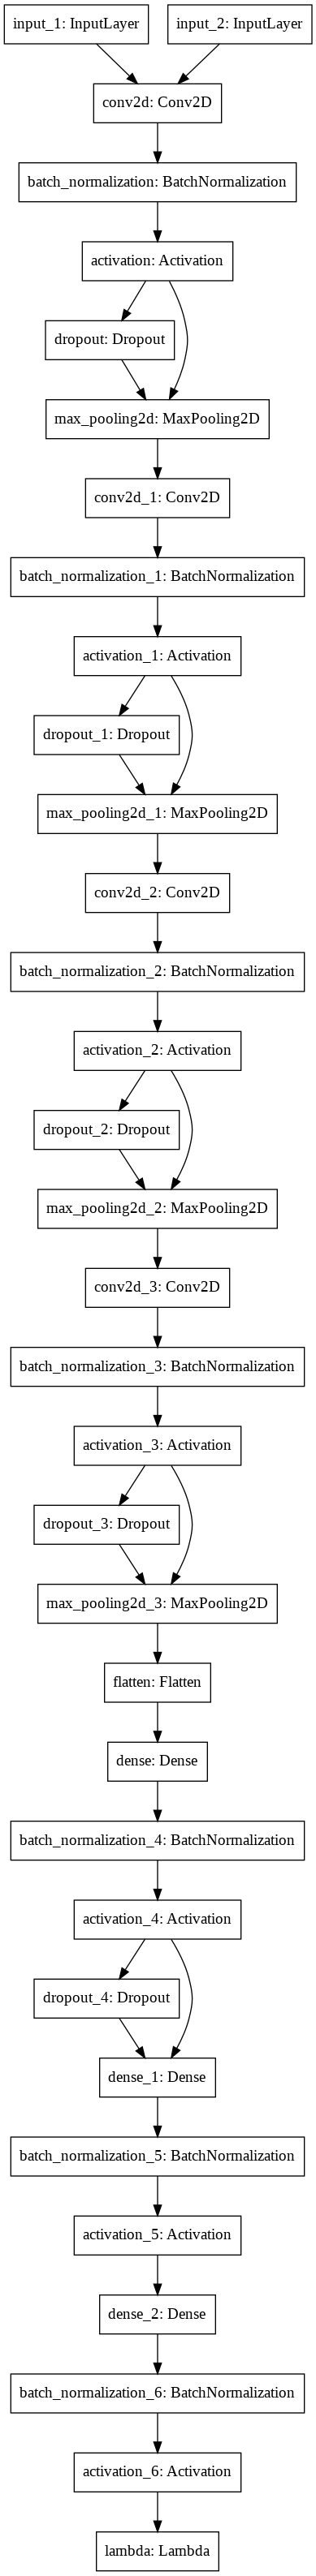 input_1: InputLayer
input_2: InputLayer
conv2d: Conv2D
batch_normalization: BatchNormalization
activation: Activation
dropout: Dropout
max_pooling2d: MaxPooling2D
conv2d_1: Conv2D
batch_normalization_1: BatchNormalization
activation_1: Activation
dropout_1: Dropout
max_pooling2d_1: MaxPooling2D
conv2d_2: Conv2D
batch_normalization_2: BatchNormalization
activation_2: Activation
dropout_2: Dropout
max_pooling2d_2: MaxPooling2D
conv2d_3: Conv2D
batch_normalization_3: BatchNormalization
activation_3: Activation
dropout_3: Dropout
max_pooling2d_3: MaxPooling2D
flatten: Flatten
dense: Dense
batch_normalization_4: BatchNormalization
activation_4: Activation
dropout_4: Dropout
dense_1: Dense
batch_normalization_5: BatchNormalization
activation_5: Activation
dense_2: Dense
batch_normalization_6: BatchNormalization
activation_6: Activation
lambda: Lambda